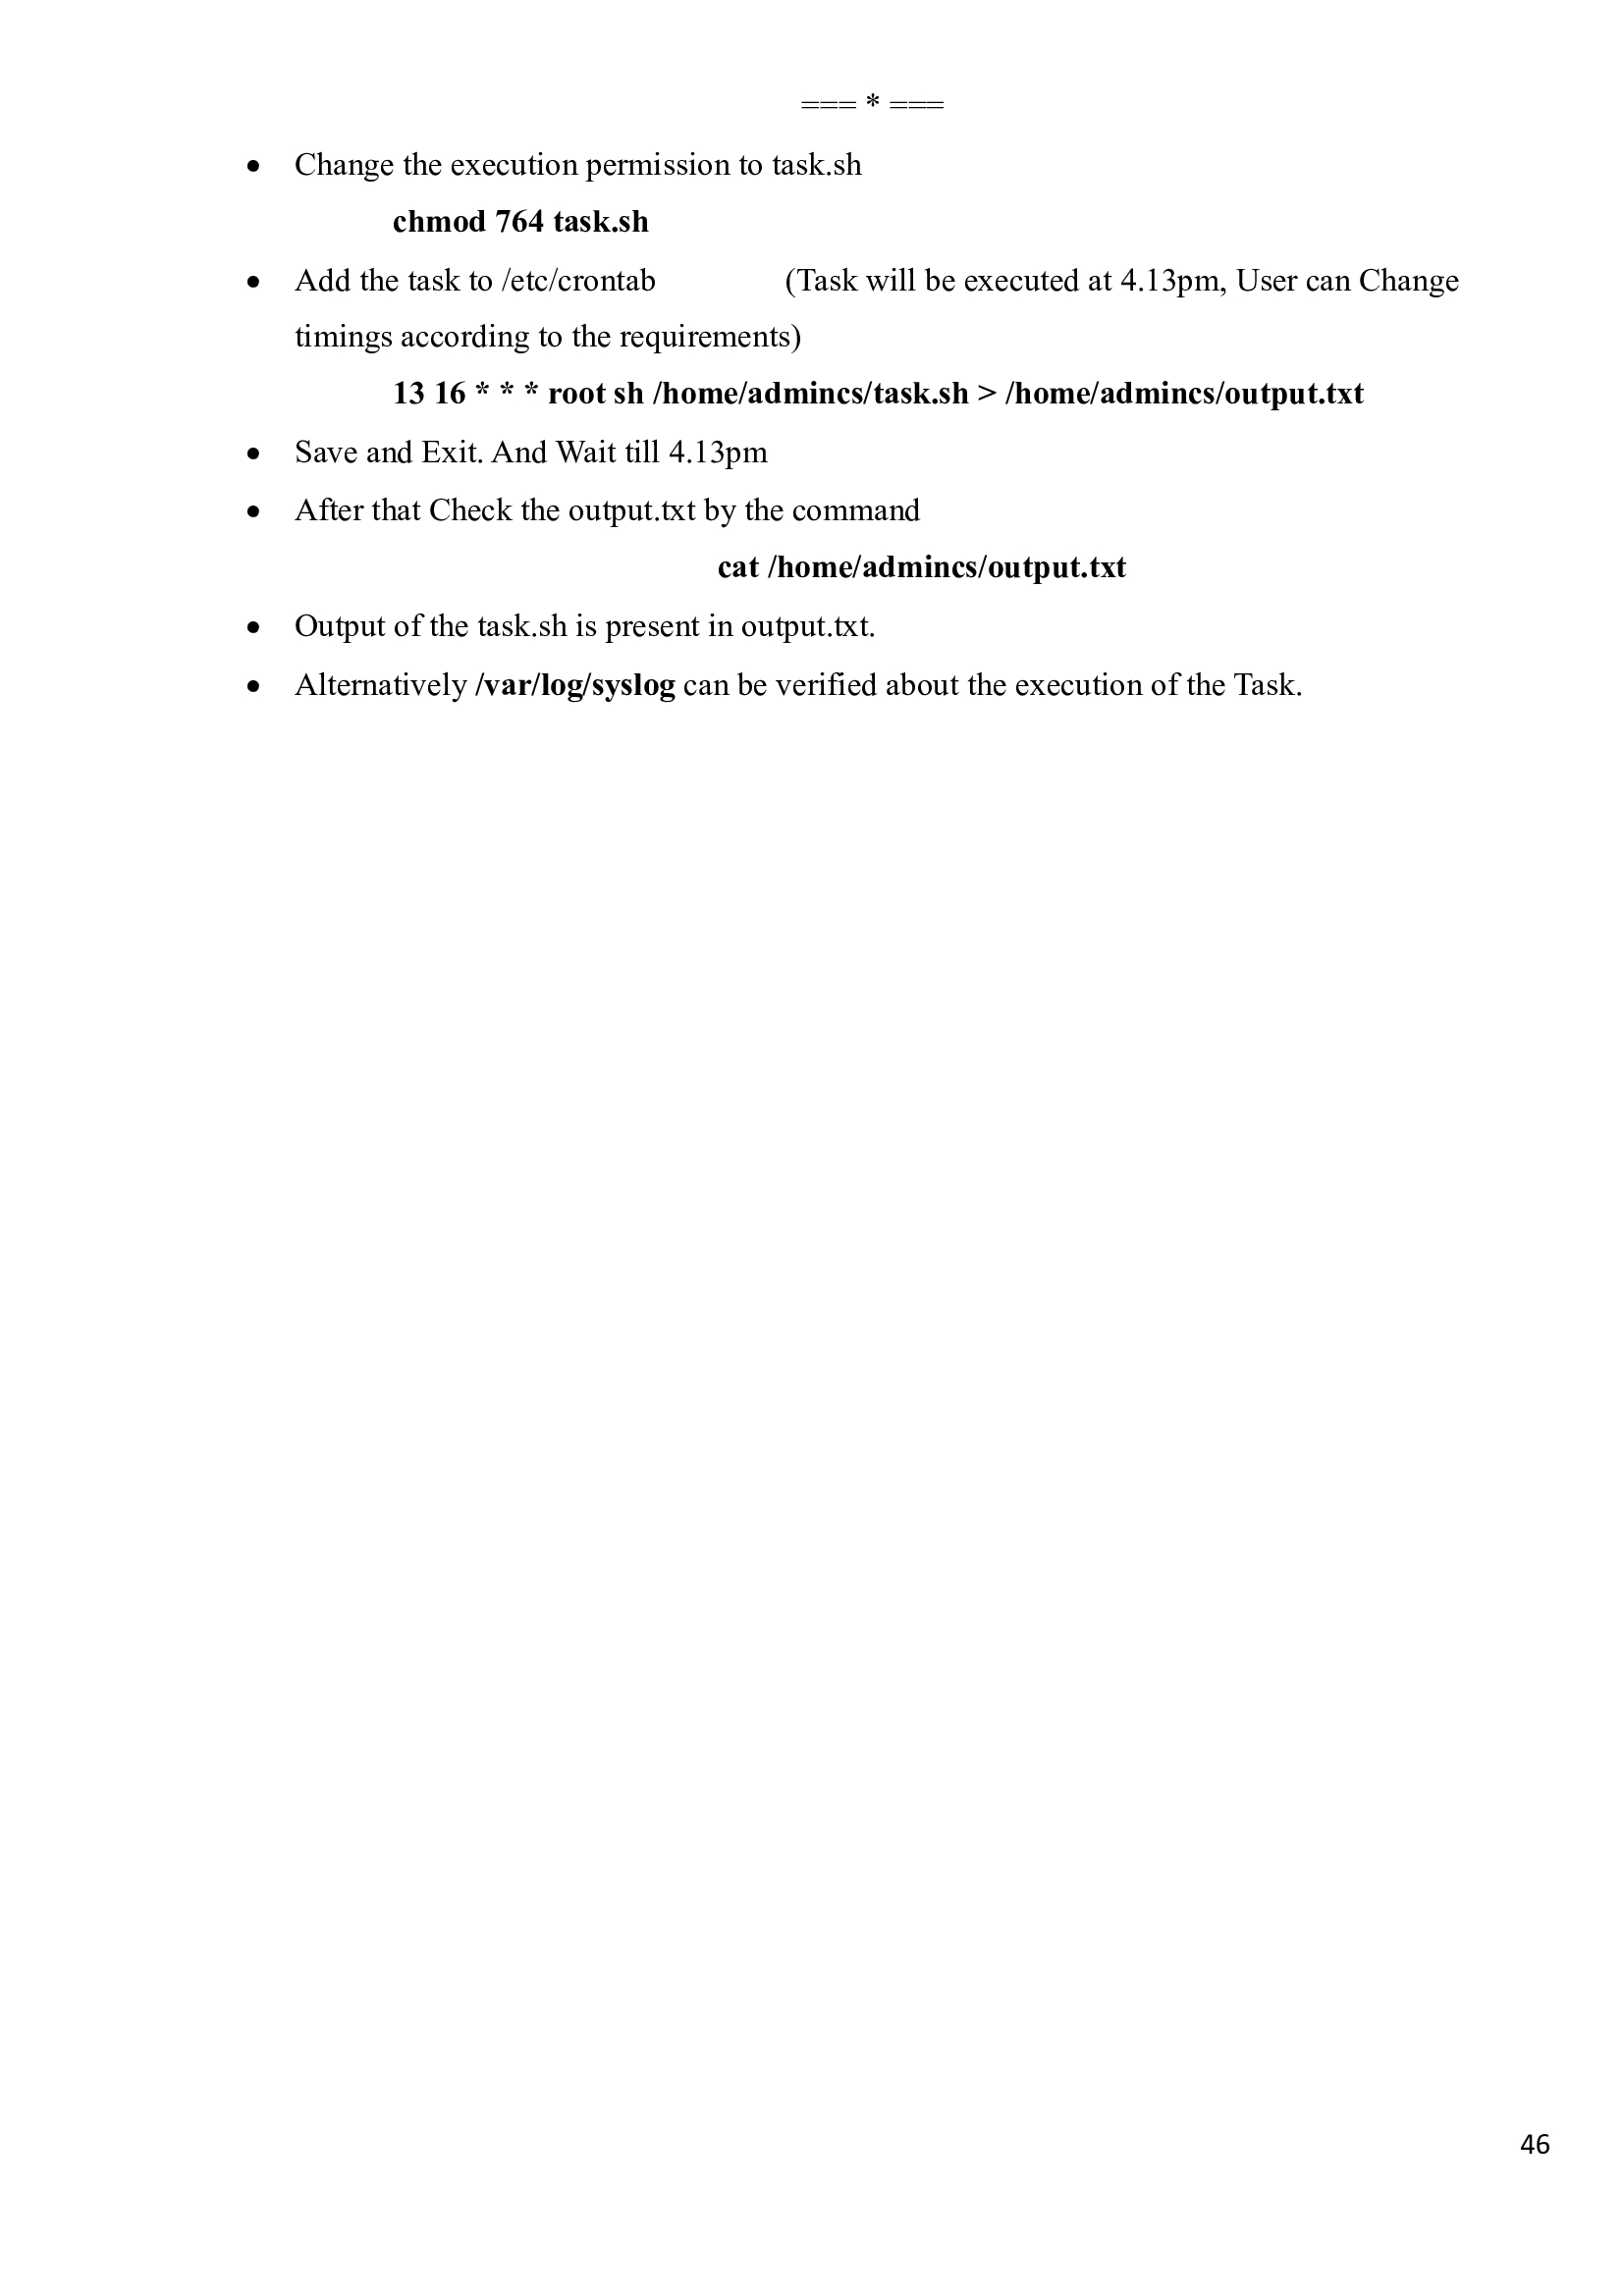 === * ===
• Change the execution permission to task.sh
chmod 764 task.sh
• Add the task to /etc/crontab (Task will be executed at 4.13pm, User can Change
timings according to the requirements)
13 16 * * * root sh /home/admincs/task.sh > /home/admincs/output.txt
• Save and Exit. And Wait till 4.13pm
• After that Check the output.txt by the command
cat /home/admincs/output.txt
• Output of the task.sh is present in output.txt.
• Alternatively /var/log/syslog can be verified about the execution of the Task.
46